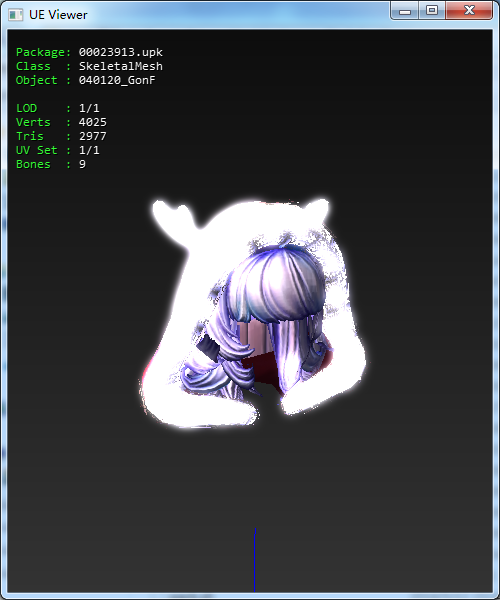 UE Viewer
Package: 00023913.upk
Class  : SkeletalMesh
Object : 040120_GonF
LOD    : 1/1
Verts  : 4025
Tris   : 2977
UV Set : 1/1
Bones  : 9